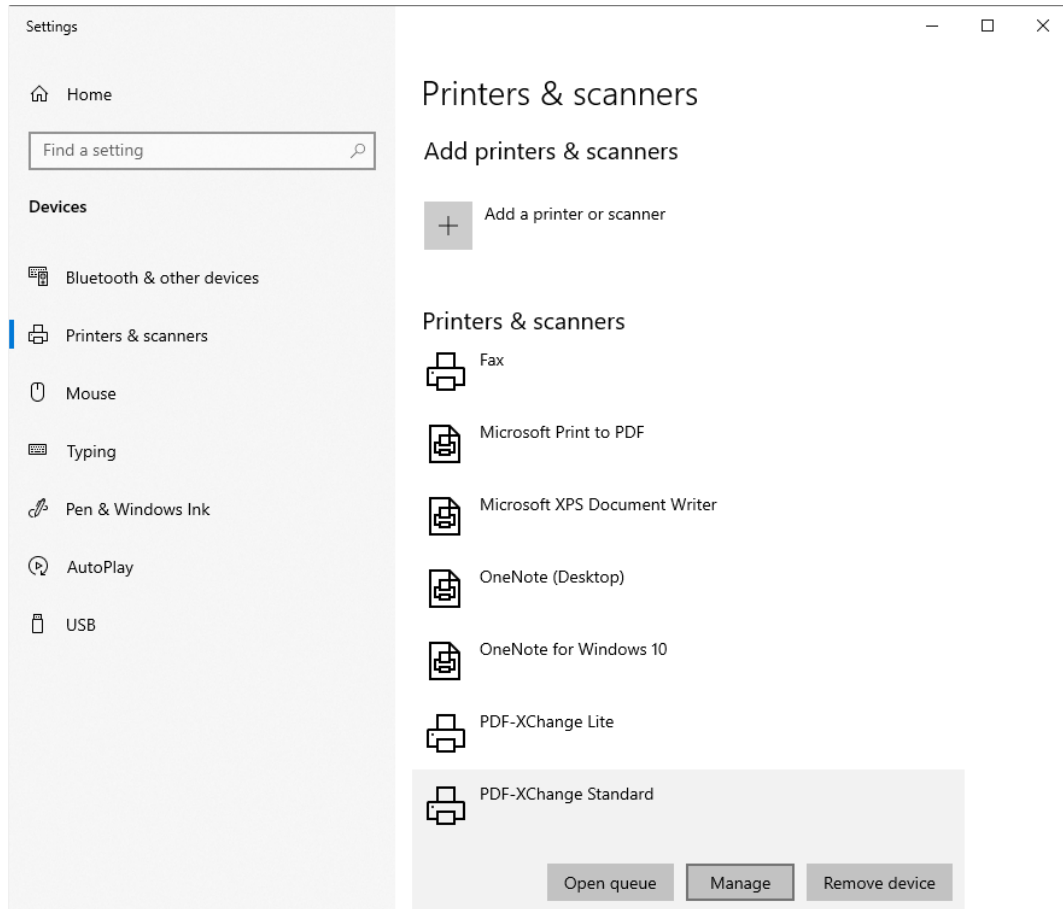 Settings
Home
Find a setting
Devices
Bluetooth & other devices
Printers & scanners
Mouse
Typing
Pen & Windows Ink
AutoPlay
USB
Printers & scanners
Add printers & scanners
Add a printer or scanner
Printers & scanners
Fax
Microsoft Print to PDF
Microsoft XPS Document Writer
OneNote (Desktop)
OneNote for Windows 10
PDF-XChange Lite
PDF-XChange Standard
Open queue Manage Remove device